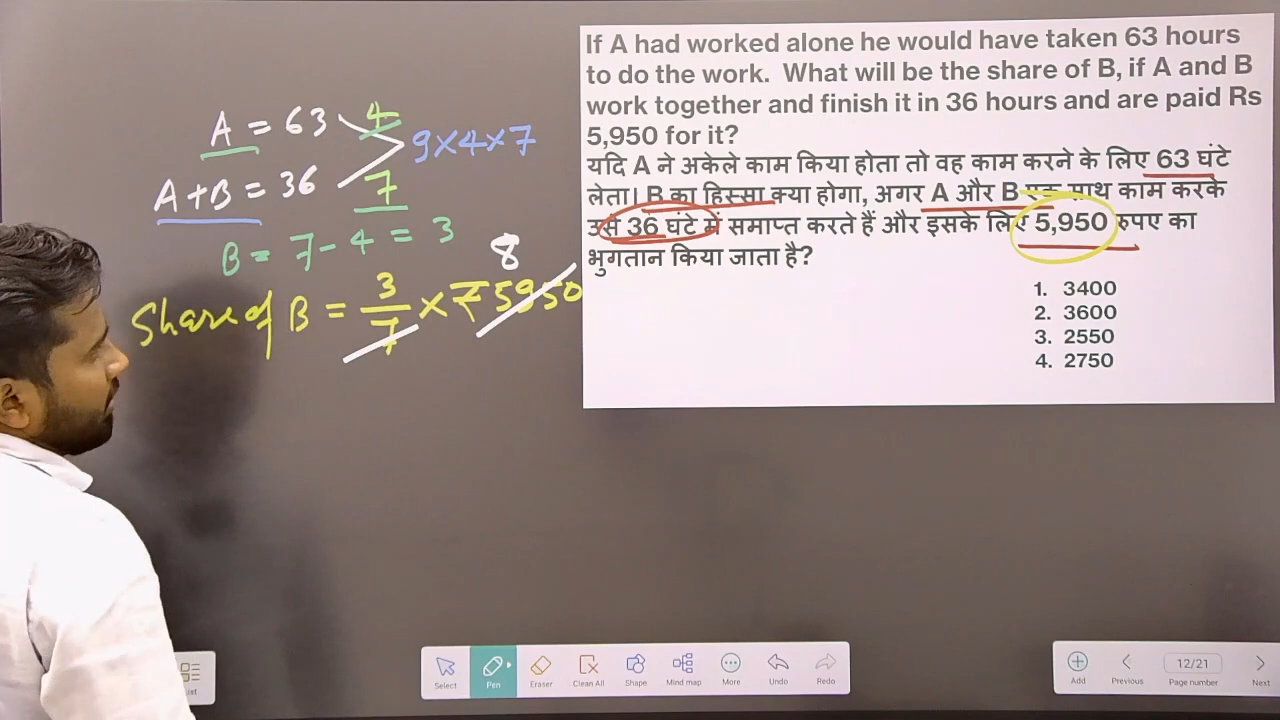 A = 63 4
9×4×7
A+B = 36 7
B = 7-4 = 3
8
Share of B = 3/7 × ₹5950
If A had worked alone he would have taken 63 hours
to do the work. What will be the share of B, if A and B
work together and finish it in 36 hours and are paid Rs
5,950 for it?
यदि A ने अकेले काम किया होता तो वह काम करने के लिए 63 घंटे
लेता। B का हिस्सा क्या होगा, अगर A और B एक साथ काम करके
उसे 36 घंटे में समाप्त करते हैं और इसके लिए 5,950 रुपए का
भुगतान किया जाता है?
1. 3400
2. 3600
3. 2550
4. 2750
Select
Pen
Eraser
Clean All
Shape
Mind map
More
Undo
Redo
Add
Previous
12/21
Page number
Next